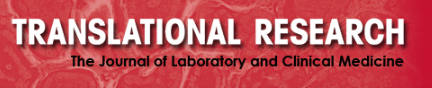 TRANSLATIONAL RESEARCH
The Journal of Laboratory and Clinical Medicine